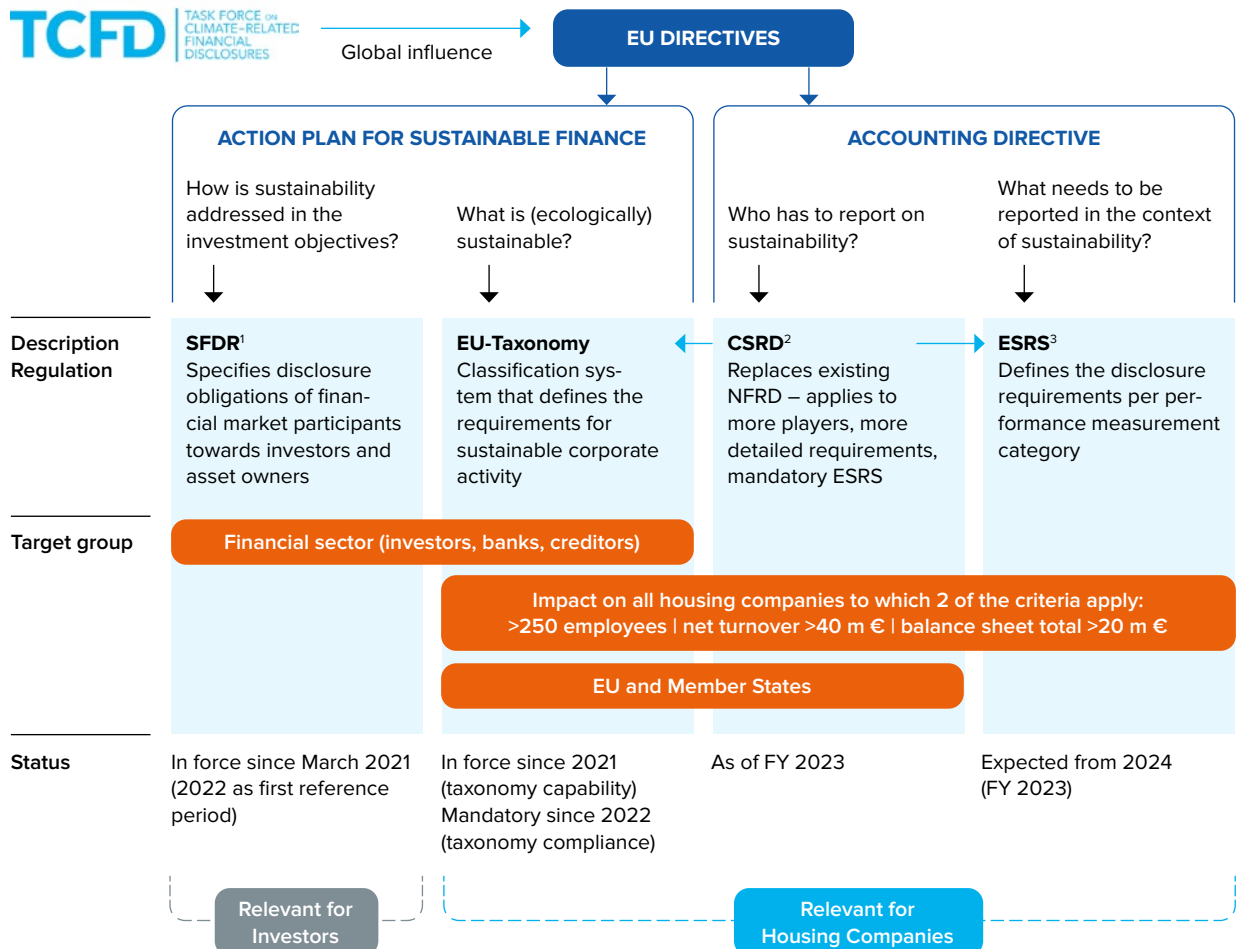 TCFD
TASK FORCE ON
CLIMATE-RELATED
FINANCIAL
DISCLOSURES
Global influence
EU DIRECTIVES
ACTION PLAN FOR SUSTAINABLE FINANCE
How is sustainability
addressed in the
investment objectives?
What is (ecologically)
sustainable?
ACCOUNTING DIRECTIVE
Who has to report on
sustainability?
What needs to be
reported in the context
of sustainability?
Description
Regulation
SFDR¹
Specifies disclosure
obligations of finan-
cial market participants
towards investors and
asset owners
EU-Taxonomy
Classification sys-
tem that defines the
requirements for
sustainable corporate
activity
CSRD²
Replaces existing
NFRD – applies to
more players, more
detailed requirements,
mandatory ESRS
ESRS³
Defines the disclosure
requirements per per-
formance measurement
category
Target group
Financial sector (investors, banks, creditors)
Impact on all housing companies to which 2 of the criteria apply:
>250 employees | net turnover >40 m € | balance sheet total >20 m €
EU and Member States
Status
In force since March 2021
(2022 as first reference
period)
In force since 2021
(taxonomy capability)
Mandatory since 2022
(taxonomy compliance)
As of FY 2023
Expected from 2024
(FY 2023)
Relevant for
Investors
Relevant for
Housing Companies